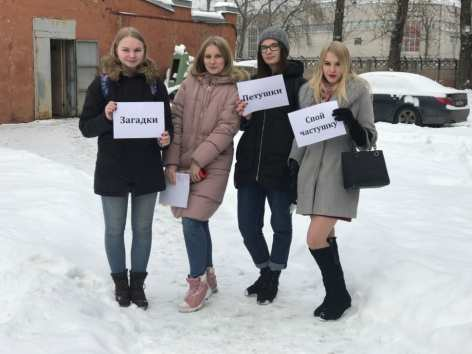 Загадки
Петушки
Свой
частушку